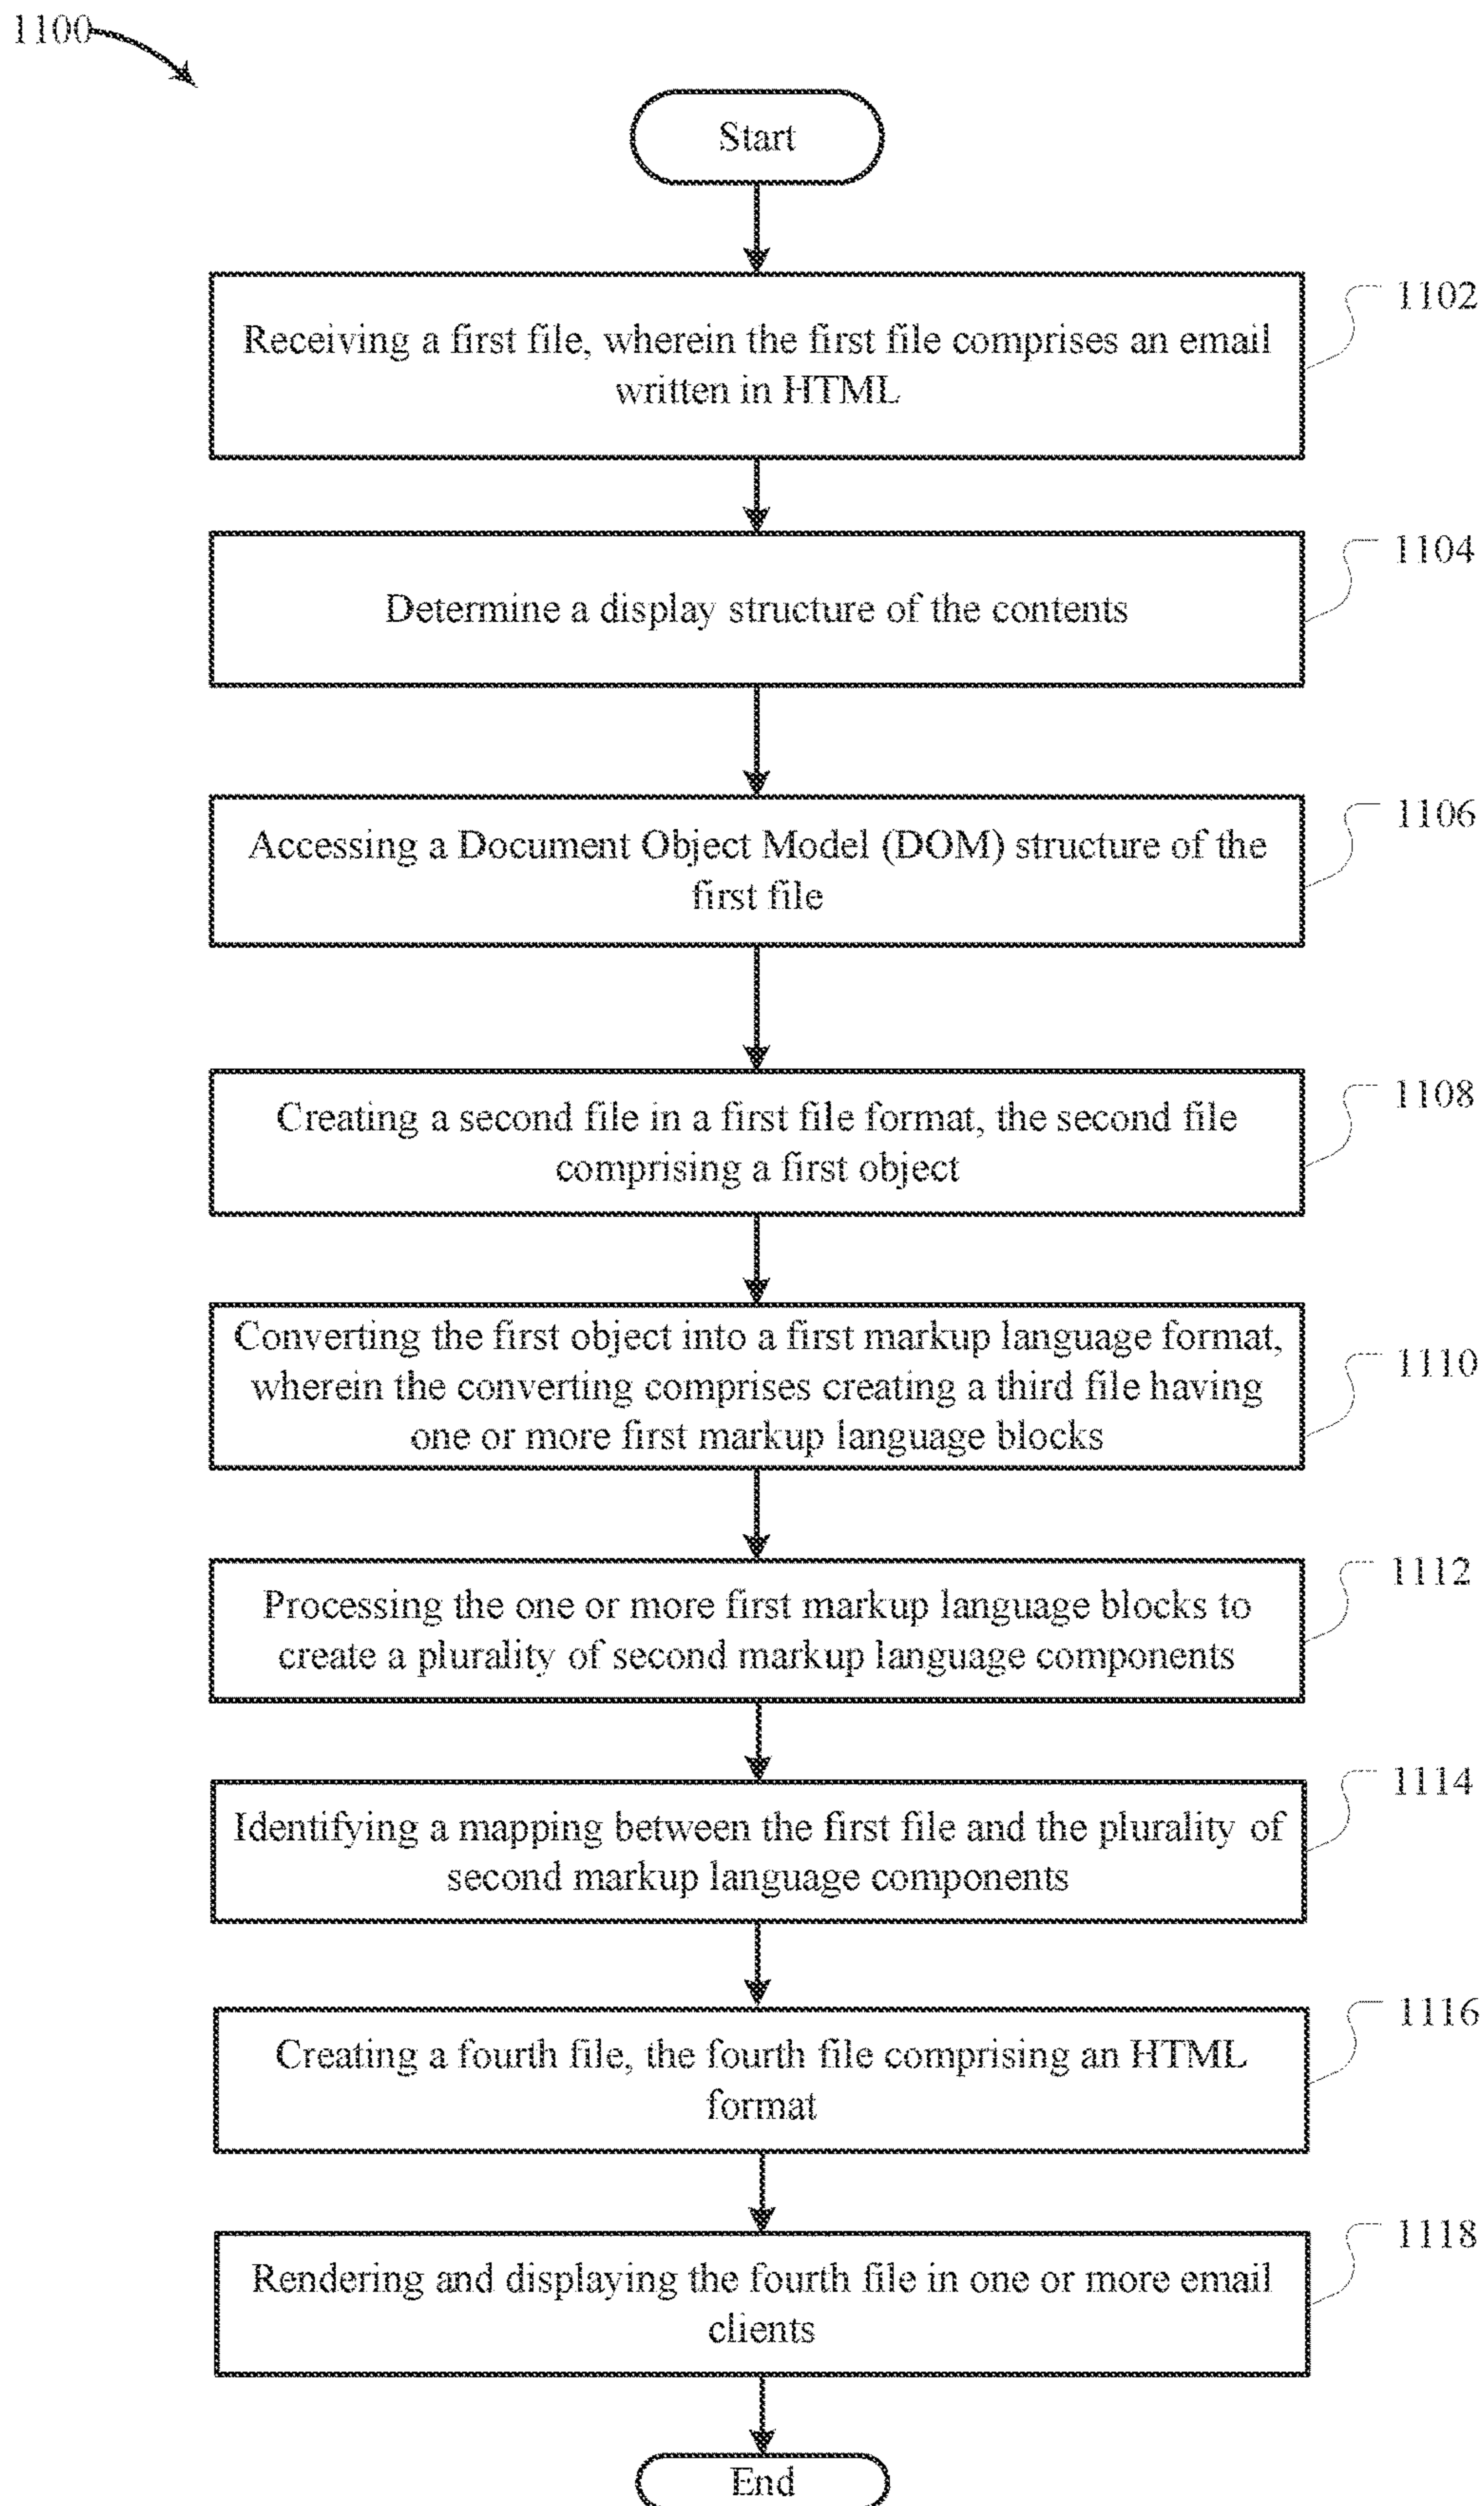 1100
Start
Receiving a first file, wherein the first file comprises an email
written in HTML
1102
Determine a display structure of the contents
1104
Accessing a Document Object Model (DOM) structure of the
first file
1106
Creating a second file in a first file format, the second file
comprising a first object
1108
Converting the first object into a first markup language format,
wherein the converting comprises creating a third file having
one or more first markup language blocks
1110
Processing the one or more first markup language blocks to
create a plurality of second markup language components
1112
Identifying a mapping between the first file and the plurality of
second markup language components
1114
Creating a fourth file, the fourth file comprising an HTML
format
1116
Rendering and displaying the fourth file in one or more email
clients
1118
End